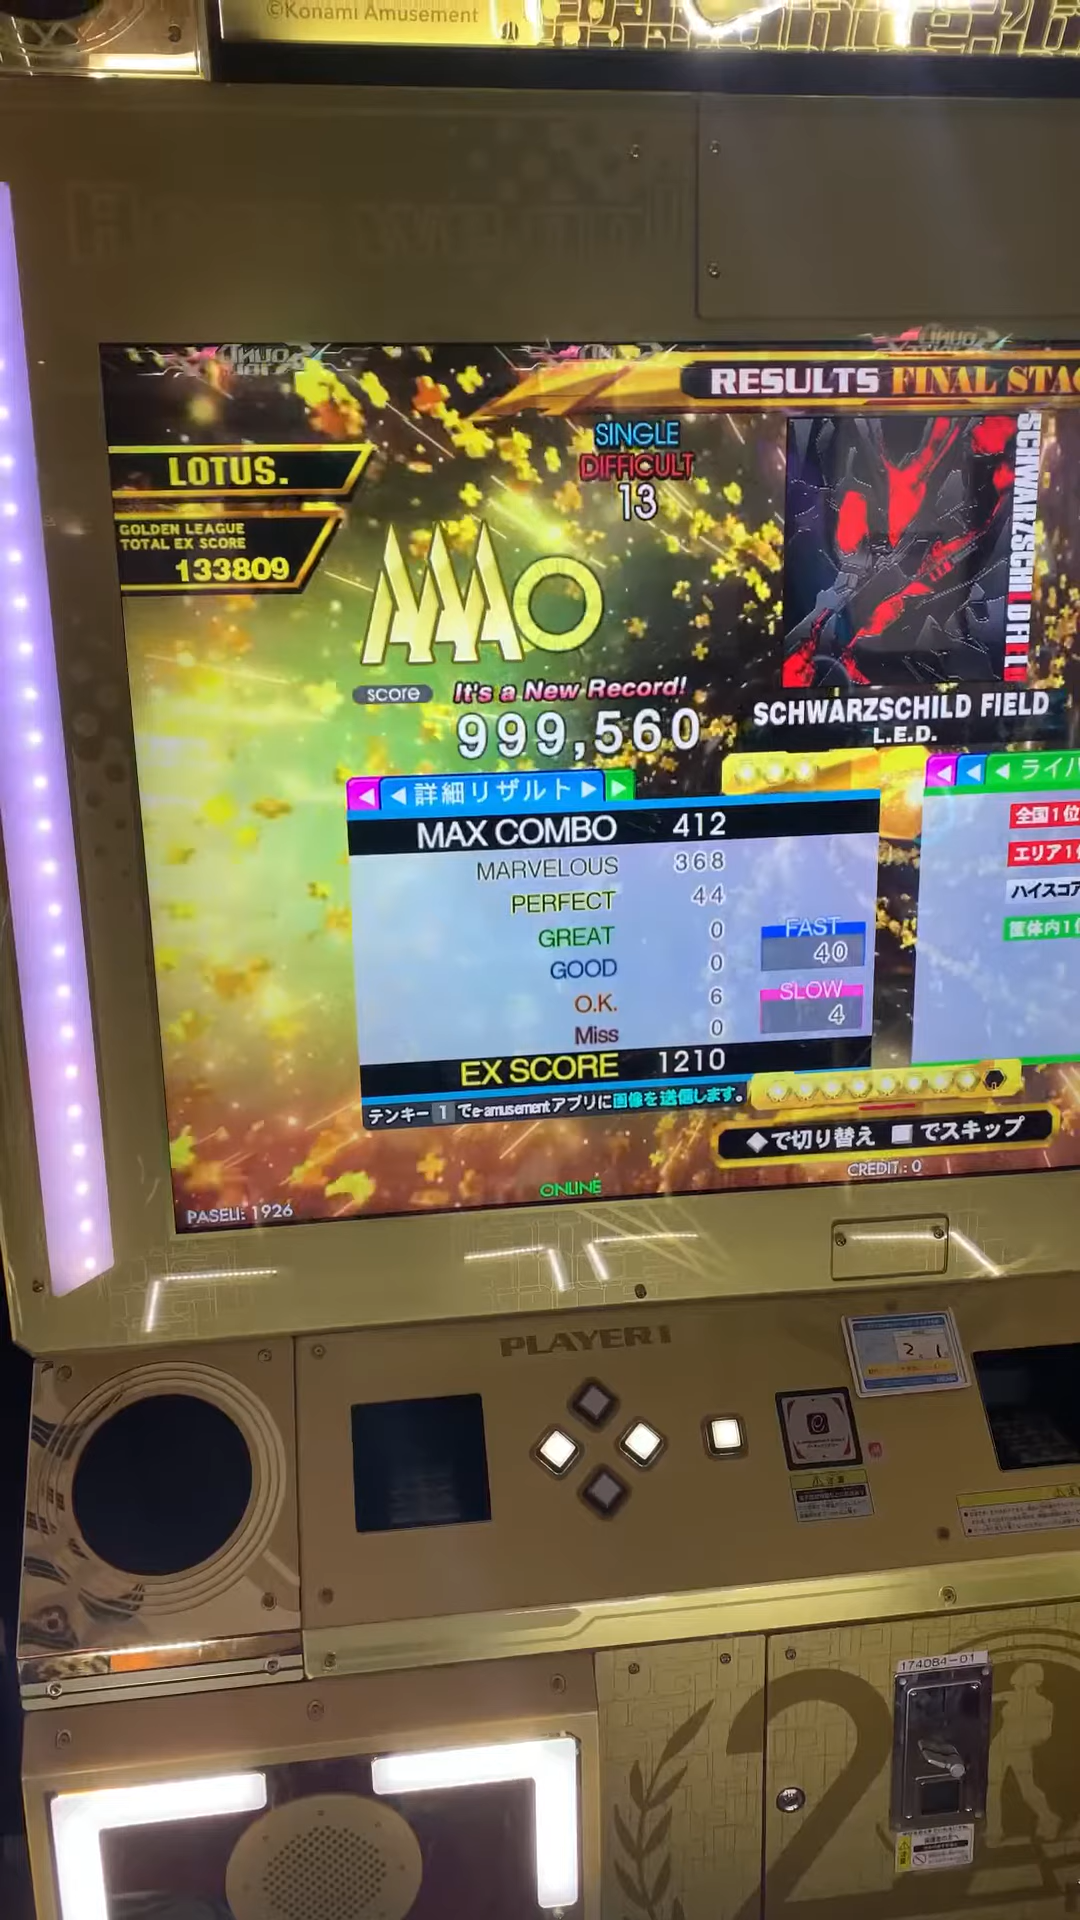 ©Konami Amusement
RESULTS FINAL STAG
LOTUS.
GOLDEN LEAGUE
TOTAL EX SCORE
133809
SINGLE
DIFFICULT
13
AAA
score
It's a New Record!
999,560
SCHWARZSCHILD FIELD
SCHWARZSCHILD FIELD
L.E.D.
詳細リザルト
MAX COMBO 412
MARVELOUS 368
PERFECT 44
GREAT 0
GOOD 0
O.K. 6
Miss 0
EX SCORE 1210
FAST
40
SLOW
4
ライバ
全国1位
エリア1位
ハイスコア
筐体内1位
テンキー 1 でe-amusementアプリに画像を送信します。
◆で切り替え ■でスキップ
CREDIT: 0
ONLINE
PASELI: 1926
PLAYER 1
174084-01
2